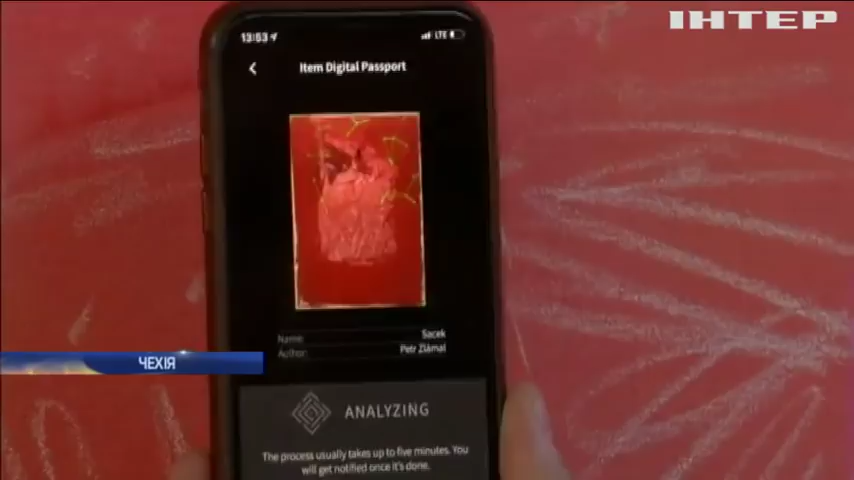 ІНТЕР
13:53
LTE
Item Digital Passport
Name: Sacek
Author: Petr Zlámal
ЧЕХІЯ
ANALYZING
The process usually takes up to five minutes. You
will get notified once it's done.